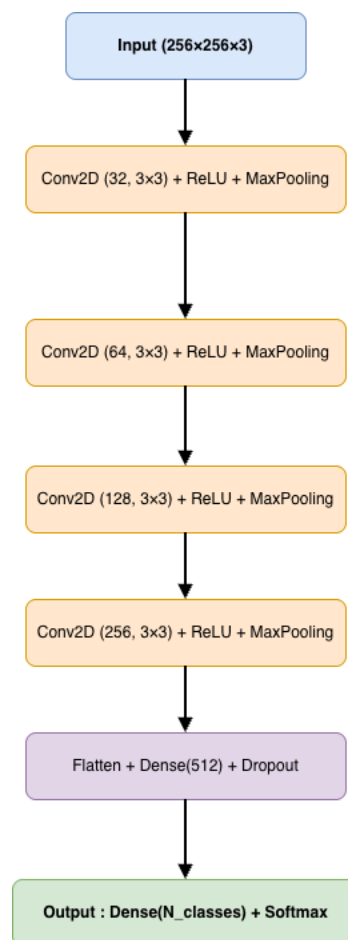 Input (256×256×3)
Conv2D (32, 3×3) + ReLU + MaxPooling
Conv2D (64, 3×3) + ReLU + MaxPooling
Conv2D (128, 3×3) + ReLU + MaxPooling
Conv2D (256, 3×3) + ReLU + MaxPooling
Flatten + Dense(512) + Dropout
Output : Dense(N_classes) + Softmax